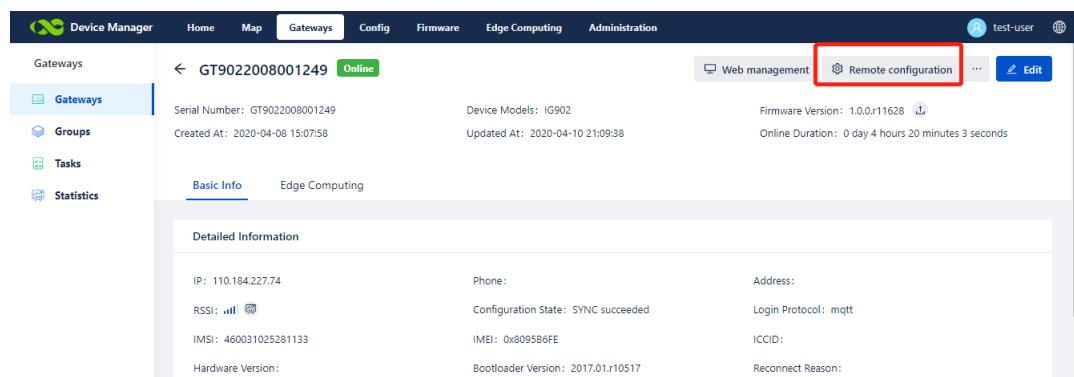 Device Manager Home Map Gateways Config Firmware Edge Computing Administration test-user
Gateways
Gateways
Groups
Tasks
Statistics
← GT9022008001249 Online Web management Remote configuration ... Edit
Serial Number: GT9022008001249 Device Models: IG902 Firmware Version: 1.0.0.r11628
Created At: 2020-04-08 15:07:58 Updated At: 2020-04-10 21:09:38 Online Duration: 0 day 4 hours 20 minutes 3 seconds
Basic Info Edge Computing
Detailed Information
IP: 110.184.227.74 Phone: Address:
RSSI: Configuration State: SYNC succeeded Login Protocol: mqtt
IMSI: 460031025281133 IMEI: 0x8095B6FE ICCID:
Hardware Version: Bootloader Version: 2017.01.r10517 Reconnect Reason: